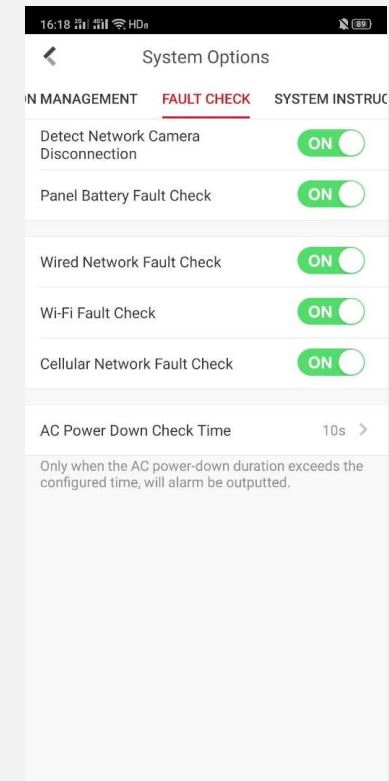 16:18 HD 89
System Options
N MANAGEMENT FAULT CHECK SYSTEM INSTRUC
Detect Network Camera
Disconnection ON
Panel Battery Fault Check ON
Wired Network Fault Check ON
Wi-Fi Fault Check ON
Cellular Network Fault Check ON
AC Power Down Check Time 10s
Only when the AC power-down duration exceeds the
configured time, will alarm be outputted.